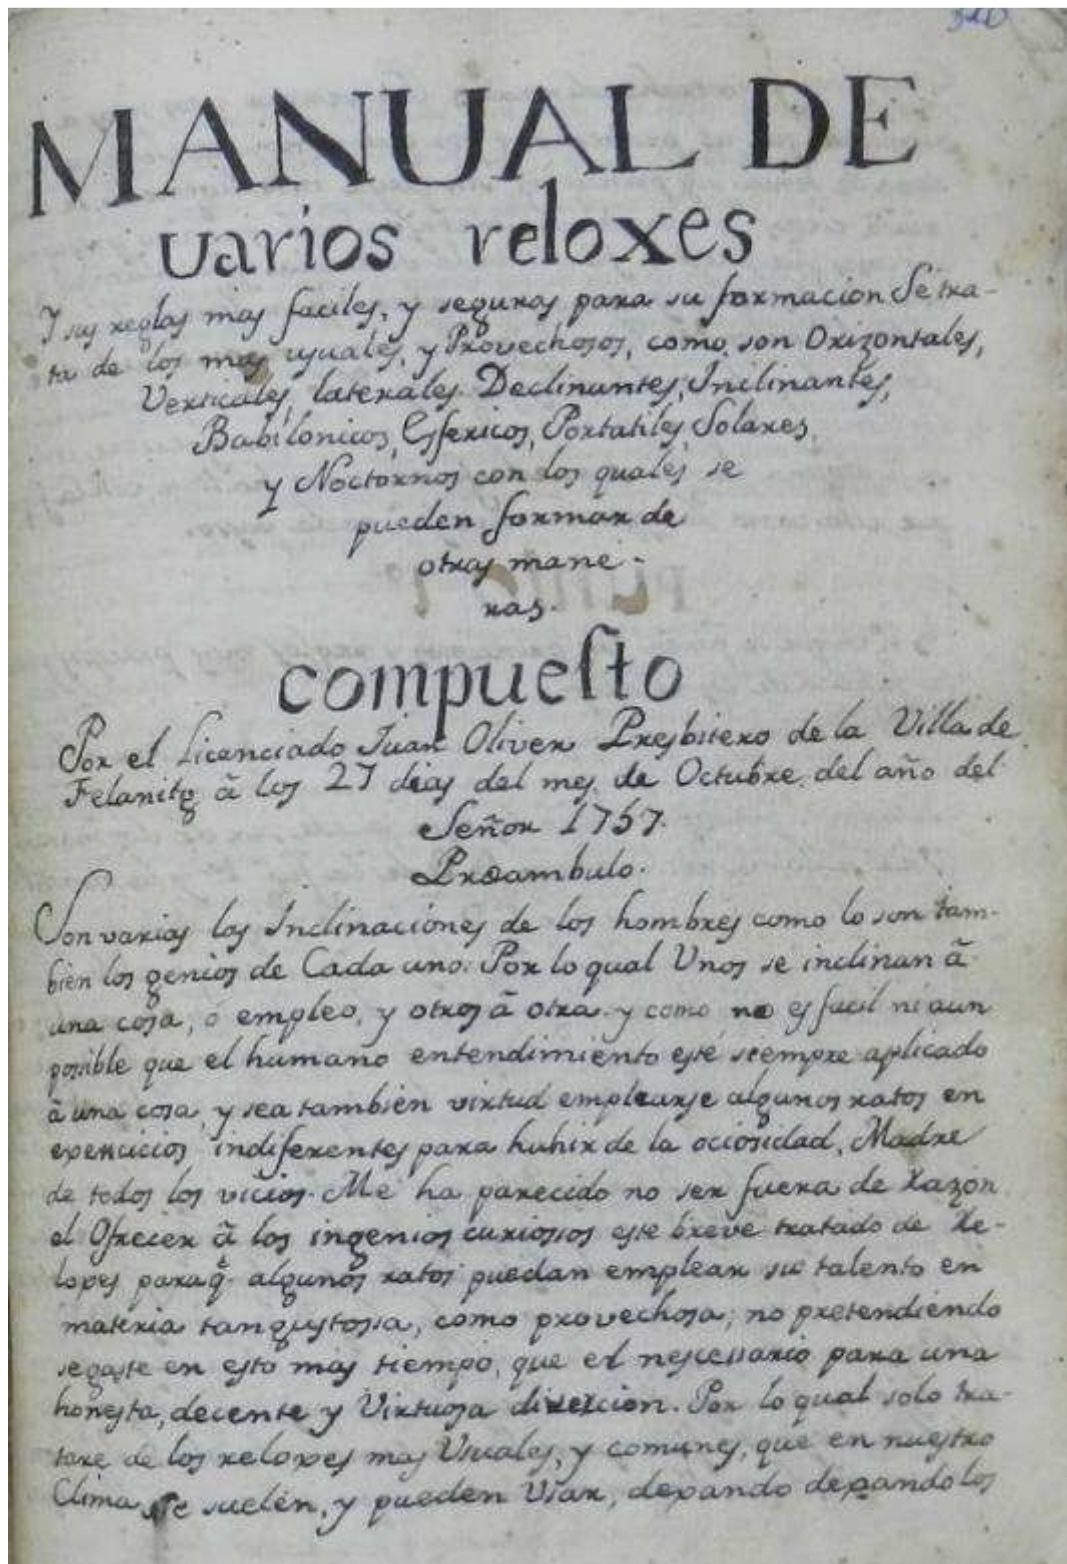 310
MANUAL DE
varios reloxes
Y sus reglas mas faciles, y seguras para su formacion Se tra-
ta de los mas usuales, y Provechosos, como son Orizontales,
Verticales, laterales Declinantes, Inclinantes,
Babilonicos, Esfericos, Portatiles, Solares,
y Noctornos con los quales se
pueden formar de
otras mane-
ras.
compuesto
Por el Licenciado Juan Oliver Presbitero de la Villa de
Felanitg â los 27 dias del mes de Octubre del año del
Señor 1757.
Preambulo.
Son varias las Inclinaciones de los hombres como lo son tam-
bien los genios de Cada uno. Por lo qual Unos se inclinan â
una cosa, o empleo, y otros â otra y como no es facil ni aun
posible que el humano entendimiento esté siempre aplicado
â una cosa, y sea tambien virtud emplearse algunos ratos en
exercicios indiferentes para huhir de la ociosidad, Madre
de todos los vicios. Me ha parecido no ser fuera de Razon
el Ofrecer â los ingenios curiossos este breve tratado de Re-
loxes paraq̃ algunos ratos puedan emplear su talento en
materia tangustossa, como provechosa; no pretendiendo
segaste en esto mas tiempo, que el nescessario para una
honesta, decente y Virtuosa divercion. Por lo qual solo tra-
tare de los reloxes mas Usuales, y comunes, que en nuestro
Clima se suelen, y pueden Usar, dexando dexando los